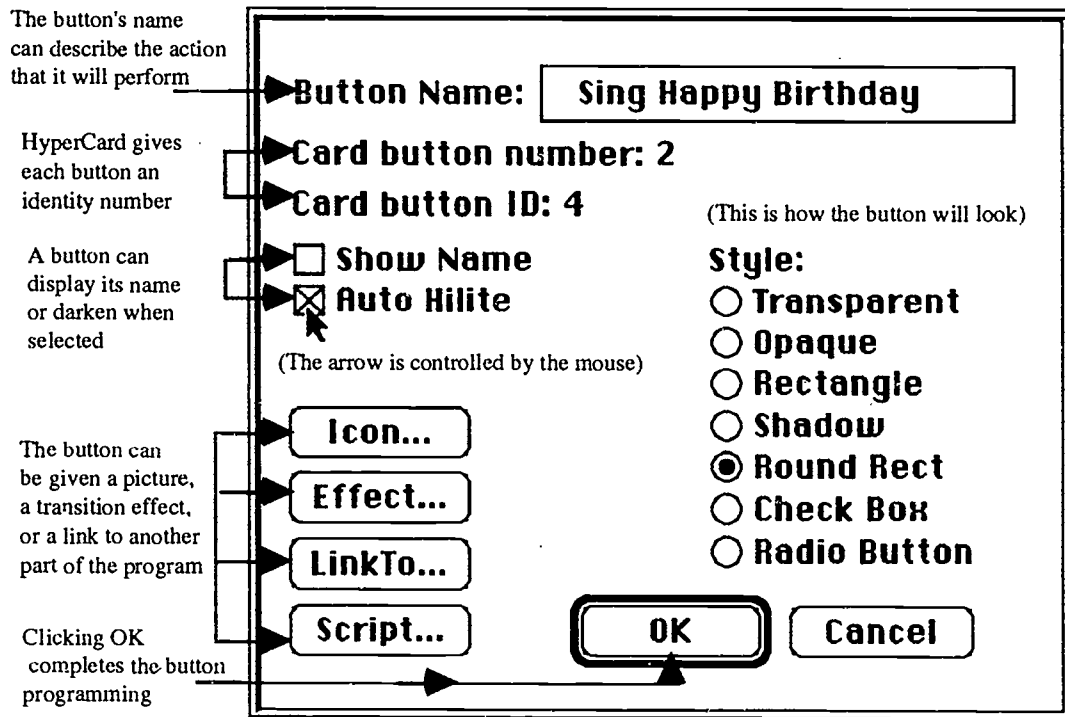 The button's name
can describe the action
that it will perform
Button Name: Sing Happy Birthday
HyperCard gives
each button an
identity number
Card button number: 2
Card button ID: 4
A button can
display its name
or darken when
selected
Show Name
Auto Hilite
(The arrow is controlled by the mouse)
(This is how the button will look)
Style:
Transparent
Opaque
Rectangle
Shadow
Round Rect
Check Box
Radio Button
The button can
be given a picture,
a transition effect,
or a link to another
part of the program
Icon...
Effect...
LinkTo...
Script...
Clicking OK
completes the button
programming
OK
Cancel